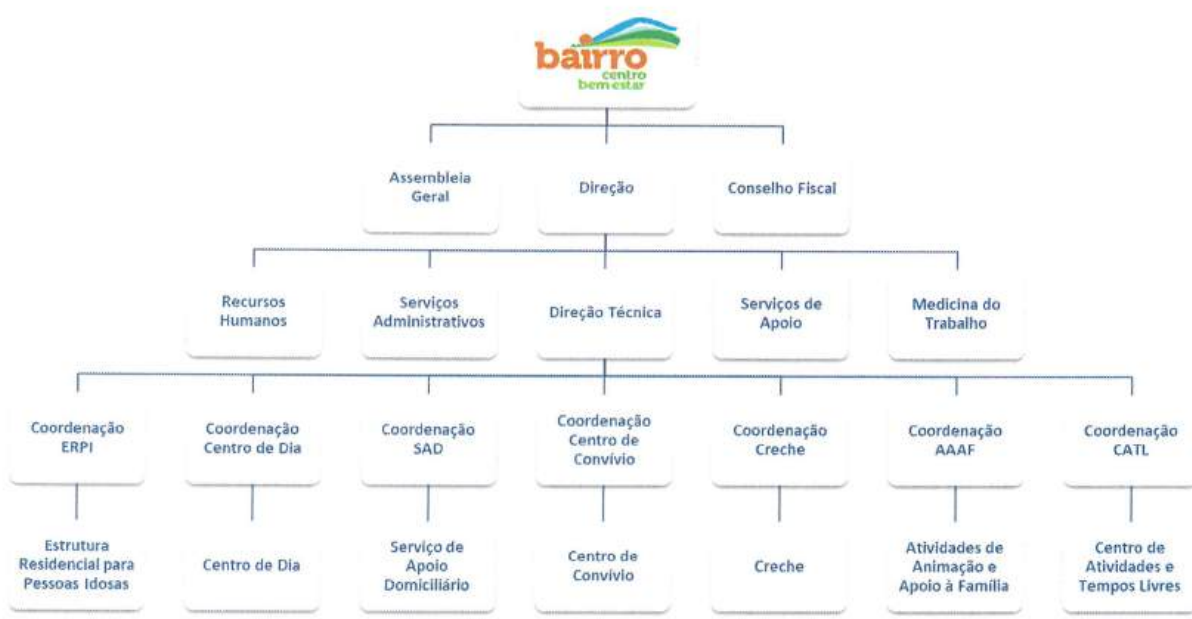 bairro
centro
bem-estar
Assembleia
Geral
Direção
Conselho Fiscal
Recursos
Humanos
Serviços
Administrativos
Direção Técnica
Serviços de
Apoio
Medicina do
Trabalho
Coordenação
ERPI
Coordenação
Centro de Dia
Coordenação
SAD
Coordenação
Centro de
Convívio
Coordenação
Creche
Coordenação
AAAF
Coordenação
CATL
Estrutura
Residencial para
Pessoas Idosas
Centro de Dia
Serviço de
Apoio
Domiciliário
Centro de
Convívio
Creche
Atividades de
Animação e
Apoio à Família
Centro de
Atividades e
Tempos Livres